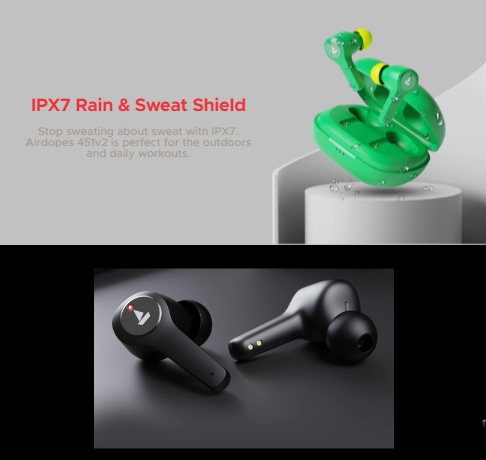 IPX7 Rain & Sweat Shield
Stop sweating about sweat with IPX7.
Airdopes 451v2 is perfect for the outdoors
and daily workouts.